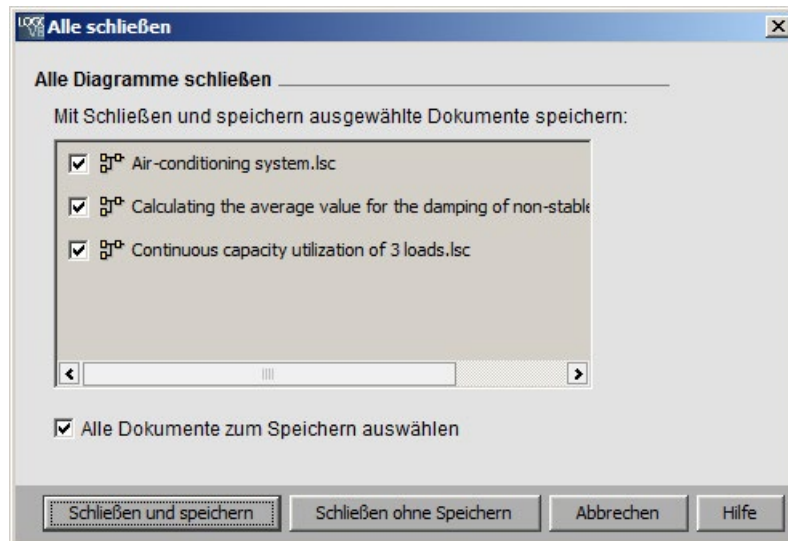 Alle schließen
Alle Diagramme schließen
Mit Schließen und speichern ausgewählte Dokumente speichern:
Air-conditioning system.lsc
Calculating the average value for the damping of non-stable
Continuous capacity utilization of 3 loads.lsc
Alle Dokumente zum Speichern auswählen
Schließen und speichern Schließen ohne Speichern Abbrechen Hilfe